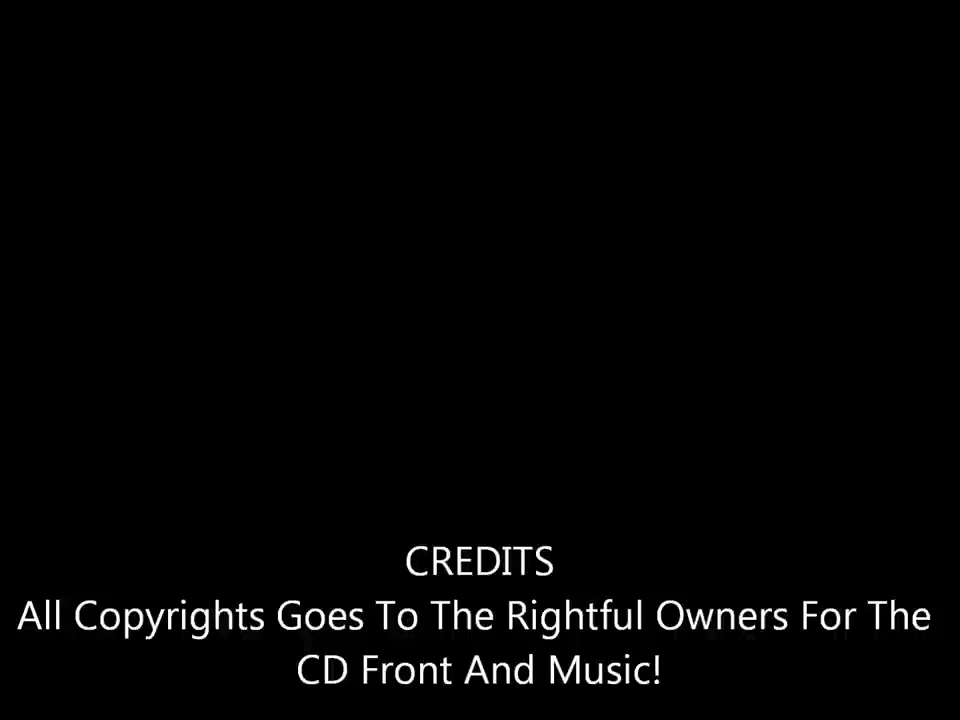 CREDITS
All Copyrights Goes To The Rightful Owners For The
CD Front And Music!